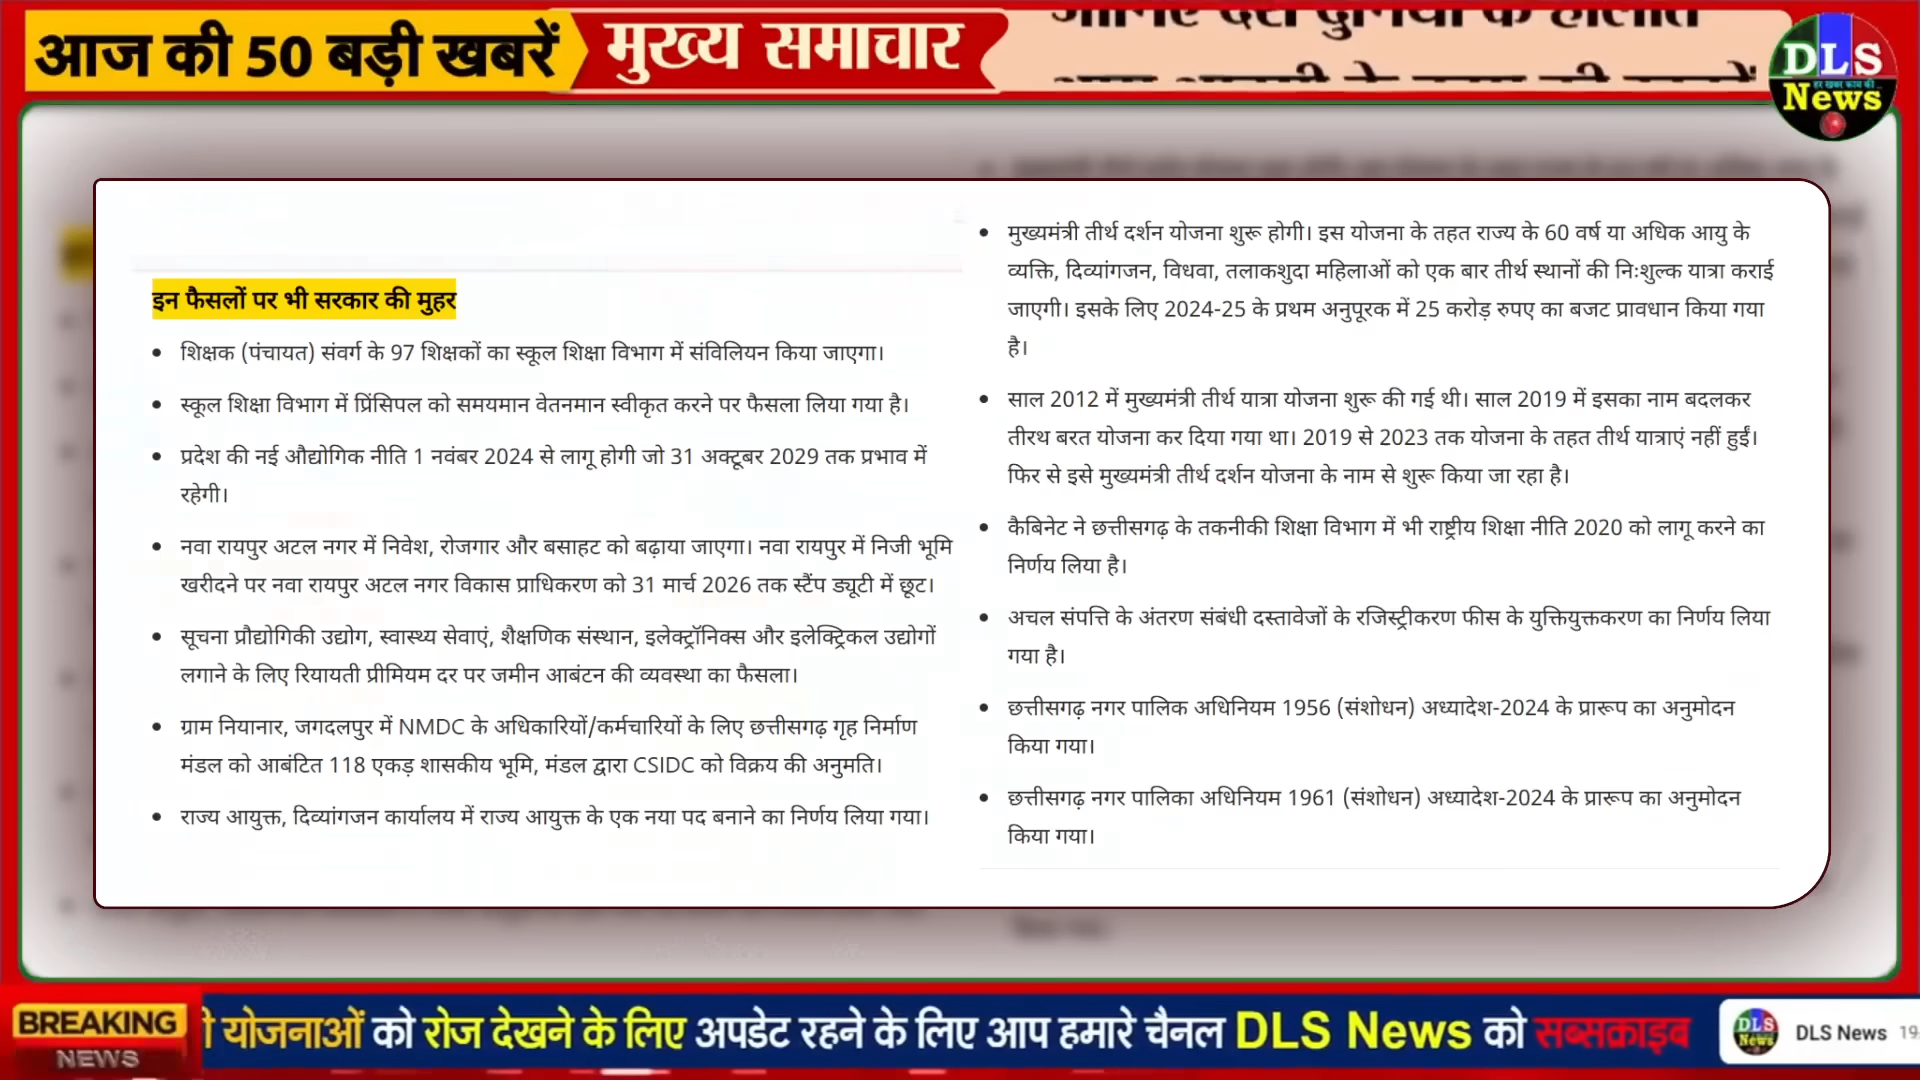 आज की 50 बड़ी खबरें
मुख्य समाचार
DLS
हर खबर काम की
News
इन फैसलों पर भी सरकार की मुहर
• शिक्षक (पंचायत) संवर्ग के 97 शिक्षकों का स्कूल शिक्षा विभाग में संविलियन किया जाएगा।
• स्कूल शिक्षा विभाग में प्रिंसिपल को समयमान वेतनमान स्वीकृत करने पर फैसला लिया गया है।
• प्रदेश की नई औद्योगिक नीति 1 नवंबर 2024 से लागू होगी जो 31 अक्टूबर 2029 तक प्रभाव में
रहेगी।
• नवा रायपुर अटल नगर में निवेश, रोजगार और बसाहट को बढ़ाया जाएगा। नवा रायपुर में निजी भूमि
खरीदने पर नवा रायपुर अटल नगर विकास प्राधिकरण को 31 मार्च 2026 तक स्टैंप ड्यूटी में छूट।
• सूचना प्रौद्योगिकी उद्योग, स्वास्थ्य सेवाएं, शैक्षणिक संस्थान, इलेक्ट्रॉनिक्स और इलेक्ट्रिकल उद्योगों
लगाने के लिए रियायती प्रीमियम दर पर जमीन आबंटन की व्यवस्था का फैसला।
• ग्राम नियानार, जगदलपुर में NMDC के अधिकारियों/कर्मचारियों के लिए छत्तीसगढ़ गृह निर्माण
मंडल को आबंटित 118 एकड़ शासकीय भूमि, मंडल द्वारा CSIDC को विक्रय की अनुमति।
• राज्य आयुक्त, दिव्यांगजन कार्यालय में राज्य आयुक्त के एक नया पद बनाने का निर्णय लिया गया।
• मुख्यमंत्री तीर्थ दर्शन योजना शुरू होगी। इस योजना के तहत राज्य के 60 वर्ष या अधिक आयु के
व्यक्ति, दिव्यांगजन, विधवा, तलाकशुदा महिलाओं को एक बार तीर्थ स्थानों की निःशुल्क यात्रा कराई
जाएगी। इसके लिए 2024-25 के प्रथम अनुपूरक में 25 करोड़ रुपए का बजट प्रावधान किया गया
है।
• साल 2012 में मुख्यमंत्री तीर्थ यात्रा योजना शुरू की गई थी। साल 2019 में इसका नाम बदलकर
तीरथ बरत योजना कर दिया गया था। 2019 से 2023 तक योजना के तहत तीर्थ यात्राएं नहीं हुईं।
फिर से इसे मुख्यमंत्री तीर्थ दर्शन योजना के नाम से शुरू किया जा रहा है।
• कैबिनेट ने छत्तीसगढ़ के तकनीकी शिक्षा विभाग में भी राष्ट्रीय शिक्षा नीति 2020 को लागू करने का
निर्णय लिया है।
• अचल संपत्ति के अंतरण संबंधी दस्तावेजों के रजिस्ट्रीकरण फीस के युक्तियुक्तकरण का निर्णय लिया
गया है।
• छत्तीसगढ़ नगर पालिक अधिनियम 1956 (संशोधन) अध्यादेश-2024 के प्रारूप का अनुमोदन
किया गया।
• छत्तीसगढ़ नगर पालिका अधिनियम 1961 (संशोधन) अध्यादेश-2024 के प्रारूप का अनुमोदन
किया गया।
BREAKING
NEWS
योजनाओं को रोज देखने के लिए अपडेट रहने के लिए आप हमारे चैनल DLS News को सब्सक्राइब
DLS News
DLS News 19